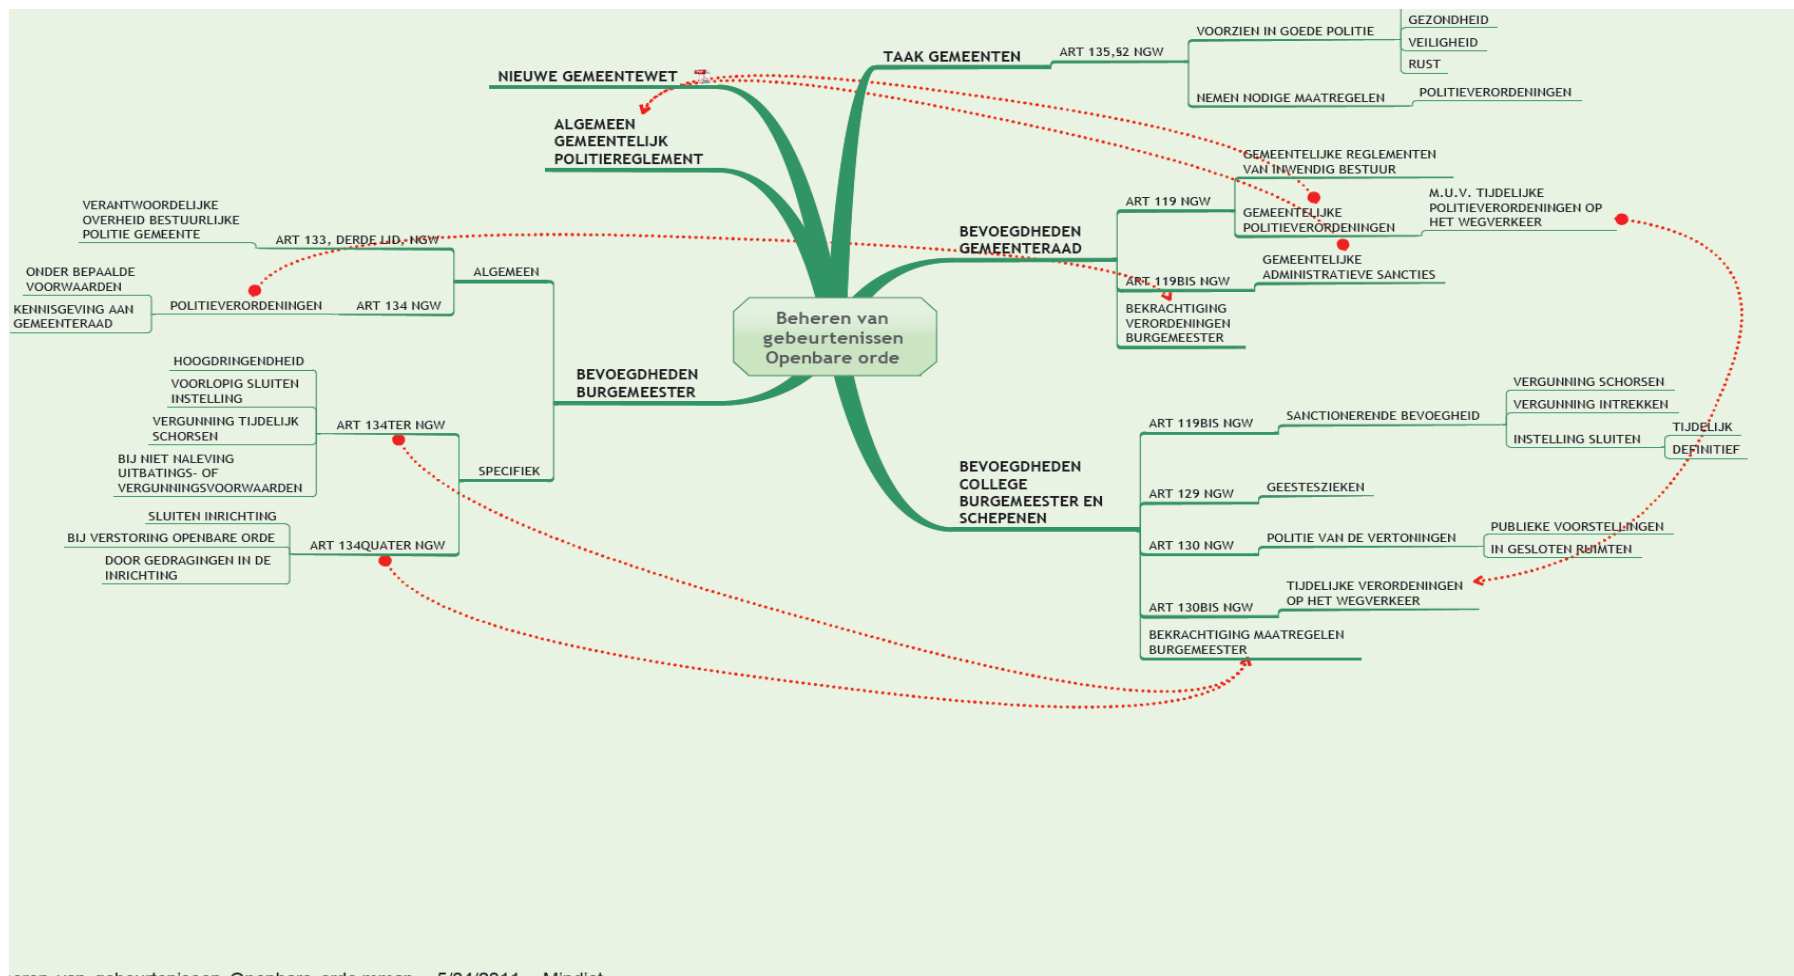 Beheren van
gebeurtenissen
Openbare orde
NIEUWE GEMEENTEWET
ALGEMEEN
GEMEENTELIJK
POLITIEREGLEMENT
TAAK GEMEENTEN
ART 135,§2 NGW
VOORZIEN IN GOEDE POLITIE
GEZONDHEID
VEILIGHEID
RUST
NEMEN NODIGE MAATREGELEN
POLITIEVERORDENINGEN
BEVOEGDHEDEN
GEMEENTERAAD
ART 119 NGW
GEMEENTELIJKE REGLEMENTEN
VAN INWENDIG BESTUUR
GEMEENTELIJKE
POLITIEVERORDENINGEN
M.U.V. TIJDELIJKE
POLITIEVERORDENINGEN OP
HET WEGVERKEER
ART 119BIS NGW
GEMEENTELIJKE
ADMINISTRATIEVE SANCTIES
BEKRACHTIGING
VERORDENINGEN
BURGEMEESTER
BEVOEGDHEDEN
COLLEGE
BURGEMEESTER EN
SCHEPENEN
ART 119BIS NGW
SANCTIONERENDE BEVOEGHEID
VERGUNNING SCHORSEN
VERGUNNING INTREKKEN
INSTELLING SLUITEN
TIJDELIJK
DEFINITIEF
ART 129 NGW
GEESTESZIEKEN
ART 130 NGW
POLITIE VAN DE VERTONINGEN
PUBLIEKE VOORSTELLINGEN
IN GESLOTEN RUIMTEN
ART 130BIS NGW
TIJDELIJKE VERORDENINGEN
OP HET WEGVERKEER
BEKRACHTIGING MAATREGELEN
BURGEMEESTER
BEVOEGDHEDEN
BURGEMEESTER
ALGEMEEN
ART 133, DERDE LID, NGW
VERANTWOORDELIJKE
OVERHEID BESTUURLIJKE
POLITIE GEMEENTE
ART 134 NGW
POLITIEVERORDENINGEN
ONDER BEPAALDE
VOORWAARDEN
KENNISGEVING AAN
GEMEENTERAAD
SPECIFIEK
ART 134TER NGW
HOOGDRINGENDHEID
VOORLOPIG SLUITEN
INSTELLING
VERGUNNING TIJDELIJK
SCHORSEN
BIJ NIET NALEVING
UITBATINGS- OF
VERGUNNINGSVOORWAARDEN
ART 134QUATER NGW
SLUITEN INRICHTING
BIJ VERSTORING OPENBARE ORDE
DOOR GEDRAGINGEN IN DE
INRICHTING